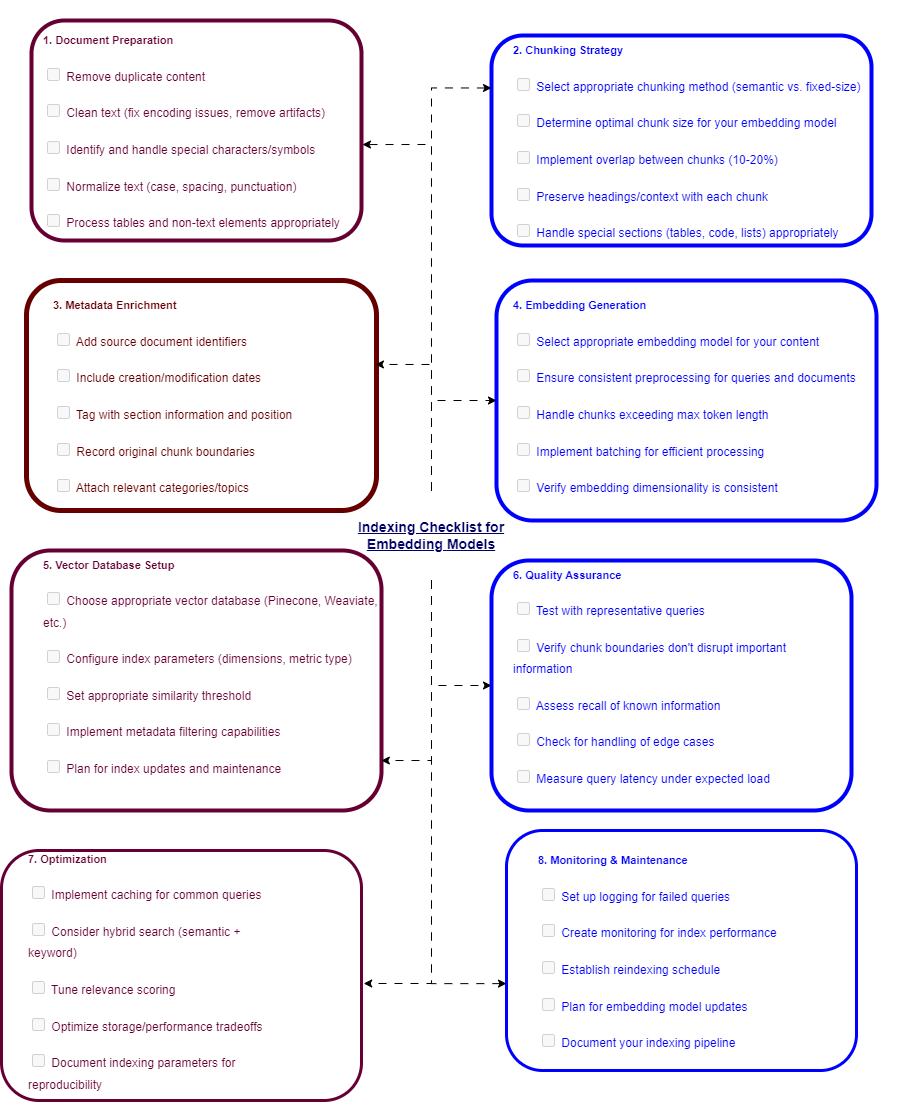 1. Document Preparation
Remove duplicate content
Clean text (fix encoding issues, remove artifacts)
Identify and handle special characters/symbols
Normalize text (case, spacing, punctuation)
Process tables and non-text elements appropriately
2. Chunking Strategy
Select appropriate chunking method (semantic vs. fixed-size)
Determine optimal chunk size for your embedding model
Implement overlap between chunks (10-20%)
Preserve headings/context with each chunk
Handle special sections (tables, code, lists) appropriately
3. Metadata Enrichment
Add source document identifiers
Include creation/modification dates
Tag with section information and position
Record original chunk boundaries
Attach relevant categories/topics
4. Embedding Generation
Select appropriate embedding model for your content
Ensure consistent preprocessing for queries and documents
Handle chunks exceeding max token length
Implement batching for efficient processing
Verify embedding dimensionality is consistent
Indexing Checklist for
Embedding Models
5. Vector Database Setup
Choose appropriate vector database (Pinecone, Weaviate,
etc.)
Configure index parameters (dimensions, metric type)
Set appropriate similarity threshold
Implement metadata filtering capabilities
Plan for index updates and maintenance
6. Quality Assurance
Test with representative queries
Verify chunk boundaries don't disrupt important
information
Assess recall of known information
Check for handling of edge cases
Measure query latency under expected load
7. Optimization
Implement caching for common queries
Consider hybrid search (semantic +
keyword)
Tune relevance scoring
Optimize storage/performance tradeoffs
Document indexing parameters for
reproducibility
8. Monitoring & Maintenance
Set up logging for failed queries
Create monitoring for index performance
Establish reindexing schedule
Plan for embedding model updates
Document your indexing pipeline